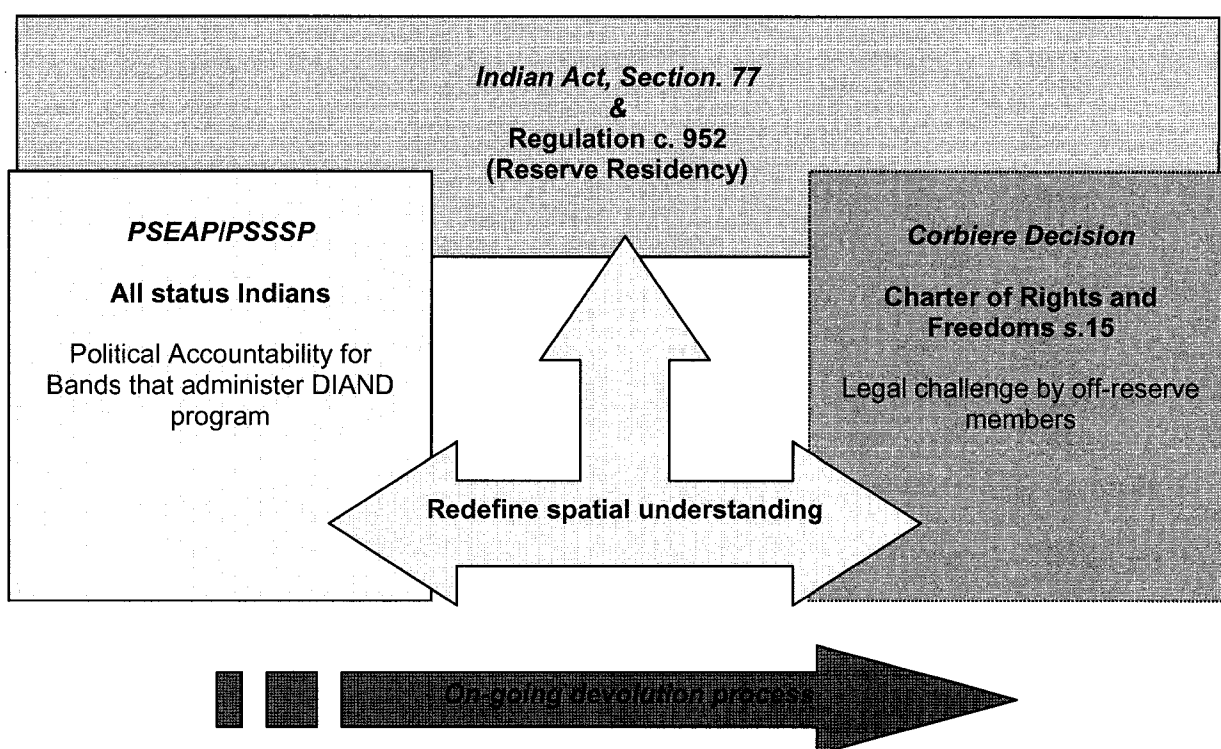 Indian Act, Section. 77
&
Regulation c. 952
(Reserve Residency)
PSEAP/PSSSP
All status Indians
Political Accountability for
Bands that administer DIAND
program
Corbiere Decision
Charter of Rights and
Freedoms s.15
Legal challenge by off-reserve
members
Redefine spatial understanding
On-going devolution process